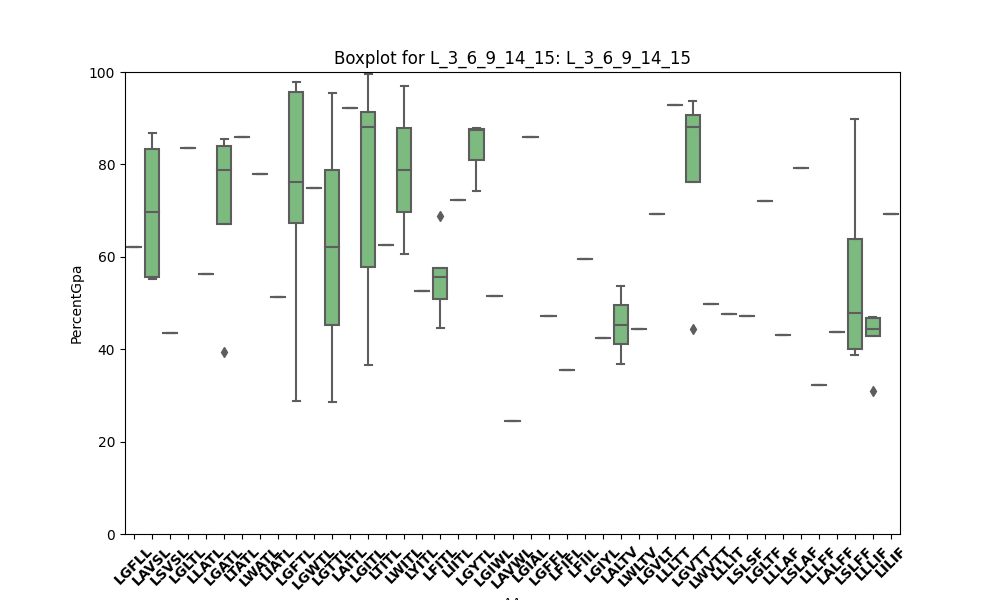 Boxplot for L_3_6_9_14_15: L_3_6_9_14_15
PercentGpa
100
80
60
40
20
0
LGFLL
LAVSL
LSVSL
LGLTL
LLATL
LGATL
LTATL
LWATL
LIATL
LGFTL
LGWTL
LGTTL
LAITL
LGITL
LTITL
LWITL
LYITL
LFITL
LIITL
LGYTL
LGIWL
LAVWL
LGIAL
LGFFL
LFIFL
LFIIL
LGIYL
LALTV
LWLTV
LGVLT
LLLTT
LGVTT
LWVTT
LLLIT
LSLSF
LGLTF
LLLAF
LSLAF
LLLFF
LALFF
LSLFF
LLLIF
LILIF